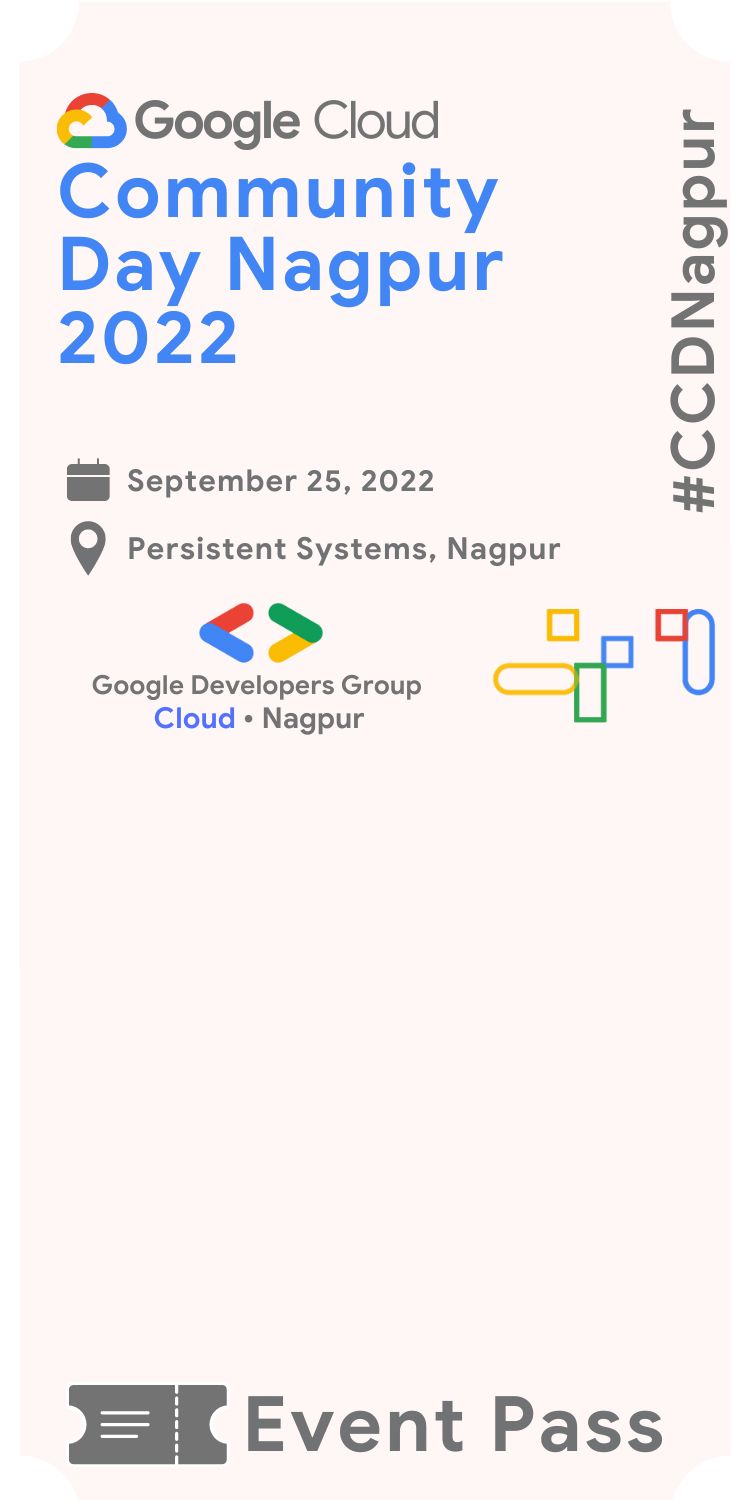 Google Cloud
Community
Day Nagpur
2022
#CCDNagpur
September 25, 2022
Persistent Systems, Nagpur
Google Developers Group
Cloud • Nagpur
Event Pass